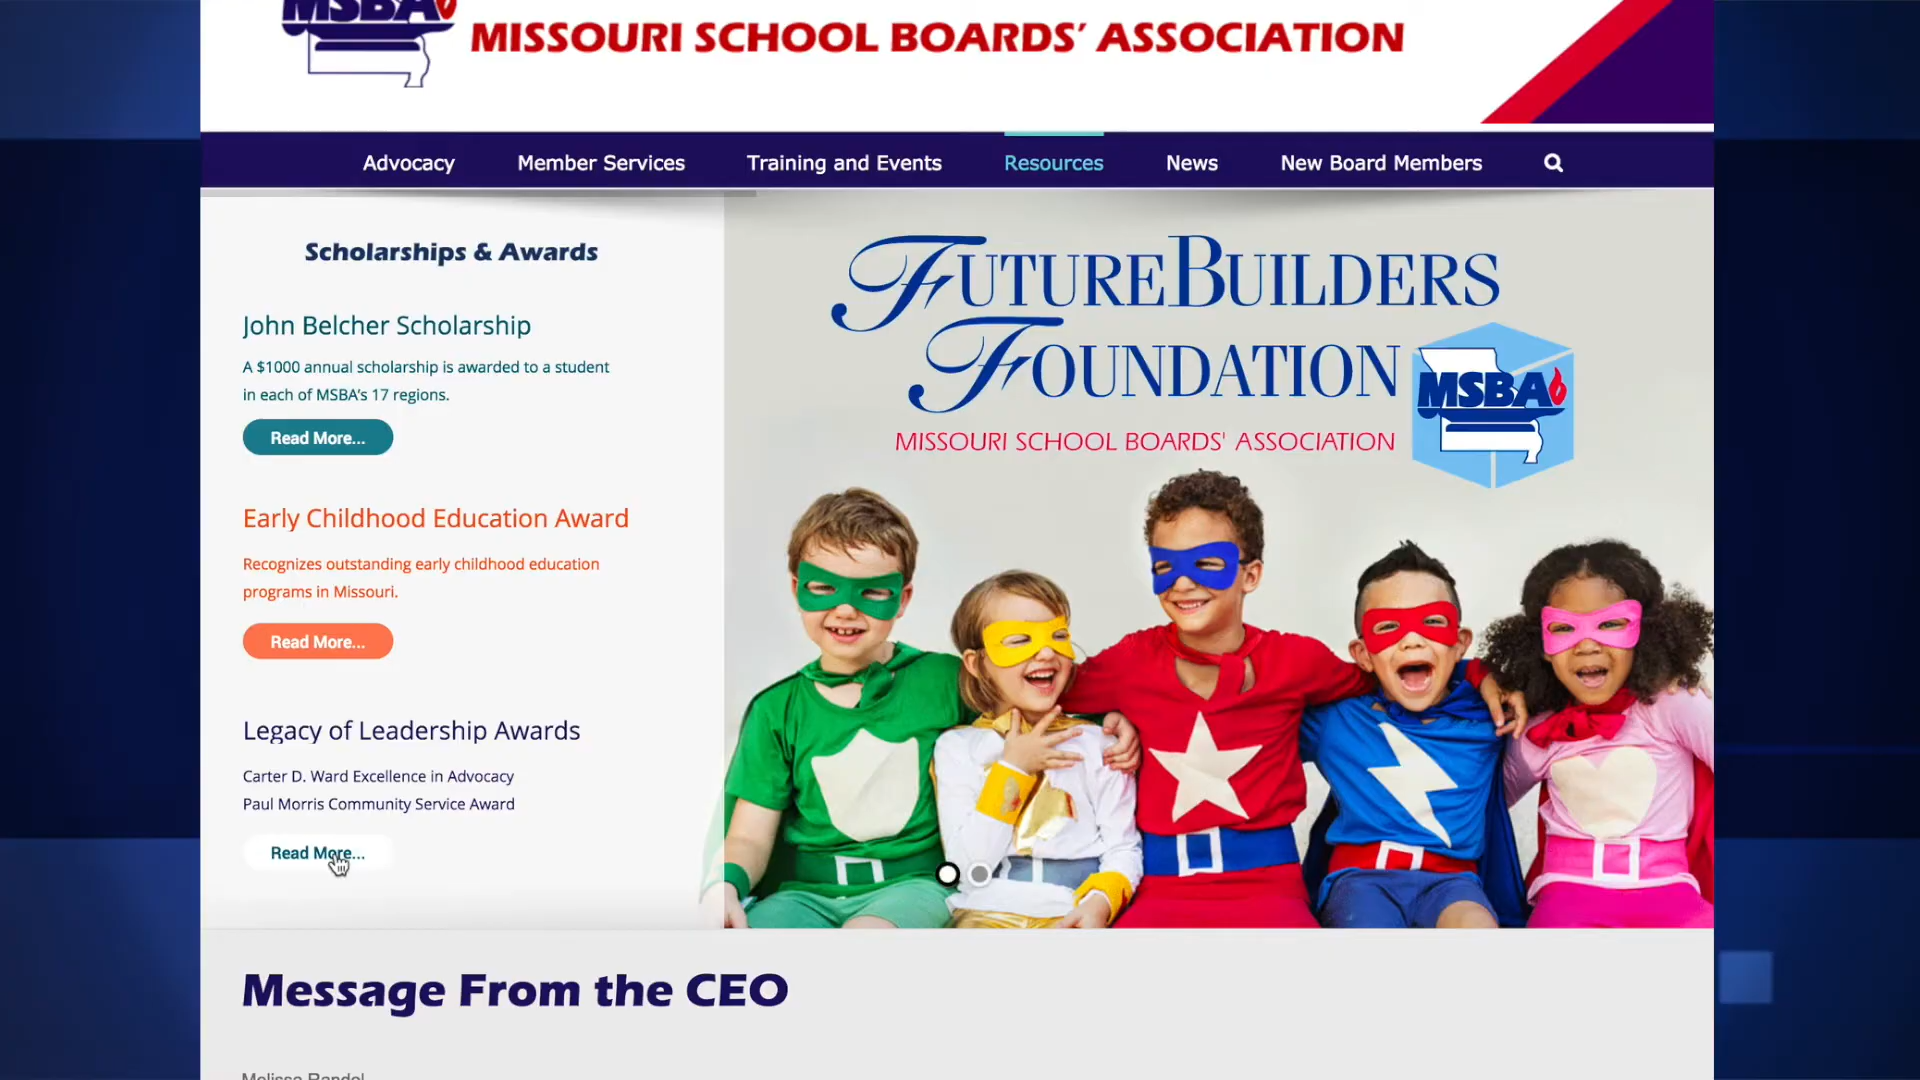 MSBA
MISSOURI SCHOOL BOARDS' ASSOCIATION
Advocacy
Member Services
Training and Events
Resources
News
New Board Members
Scholarships & Awards
John Belcher Scholarship
A $1000 annual scholarship is awarded to a student
in each of MSBA's 17 regions.
Read More...
Early Childhood Education Award
Recognizes outstanding early childhood education
programs in Missouri.
Read More...
Legacy of Leadership Awards
Carter D. Ward Excellence in Advocacy
Paul Morris Community Service Award
Read More...
FUTUREBUILDERS
FOUNDATION
MISSOURI SCHOOL BOARDS' ASSOCIATION
MSBA
Message From the CEO
Melissa Randol